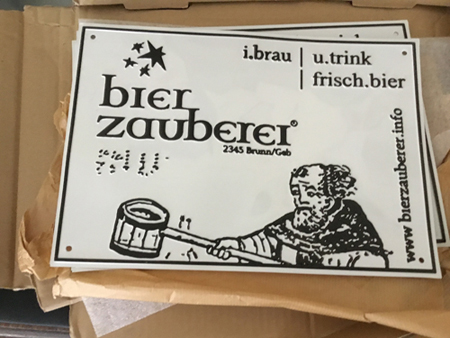 i.brau
u.trink
frisch.bier
bier
zauberei®
2345 Brunn/Geb
www.bierzauberer.info